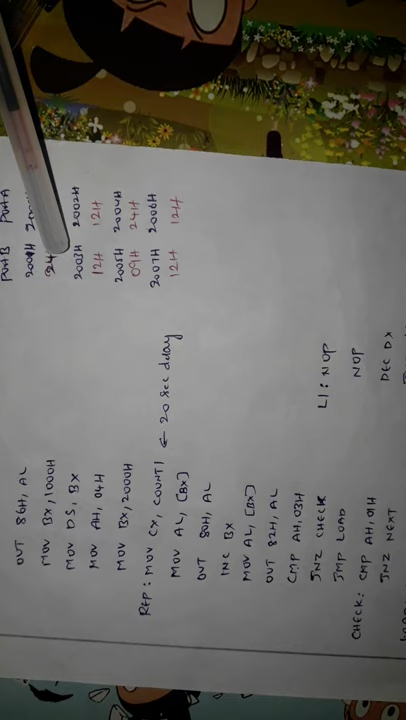 OUT 86H, AL
MOV BX, 1000H
MOV DS, BX
MOV AH, 04H
MOV BX, 2000H
REP: MOV CX, COUNT1 ← 20 sec delay
MOV AL, [BX]
OUT 80H, AL
INC BX
MOV AL, [BX]
OUT 82H, AL
CMP AH, 03H
JNZ CHECK
JMP LOAD
CHECK: CMP AH, 01H
JNZ NEXT
L1: NOP
NOP
DEC DX
Port B Port A
2001H
24
2003H 2002H
12H 12H
2005H 2004H
09H 24H
2007H 2006H
12H 12H